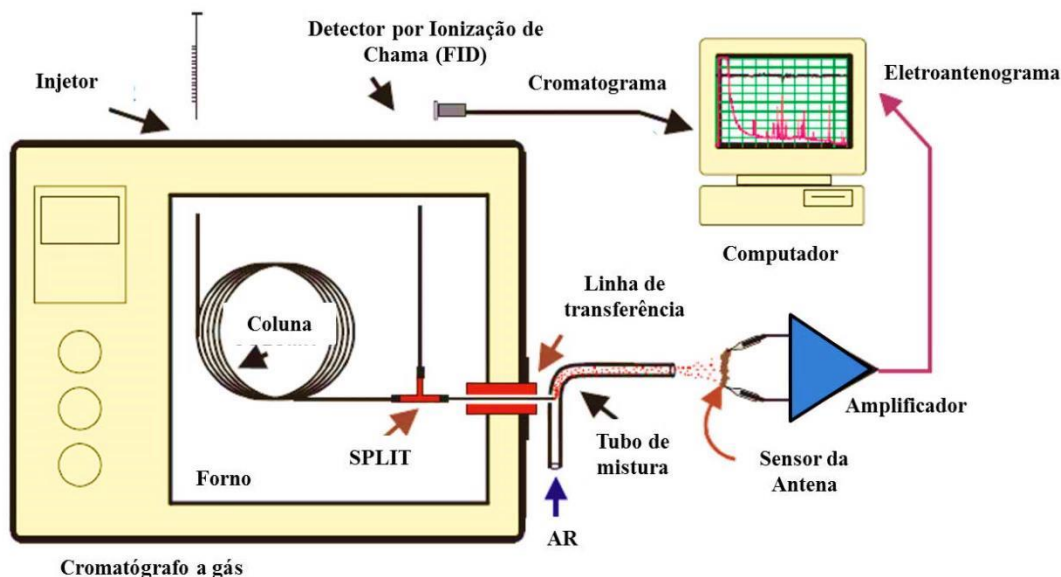 Detector por Ionização de
Chama (FID)
Injetor
Cromatograma
Eletroantenograma
Computador
Linha de
transferência
Coluna
SPLIT
Forno
Tubo de
mistura
Sensor da
Antena
Amplificador
AR
Cromatógrafo a gás